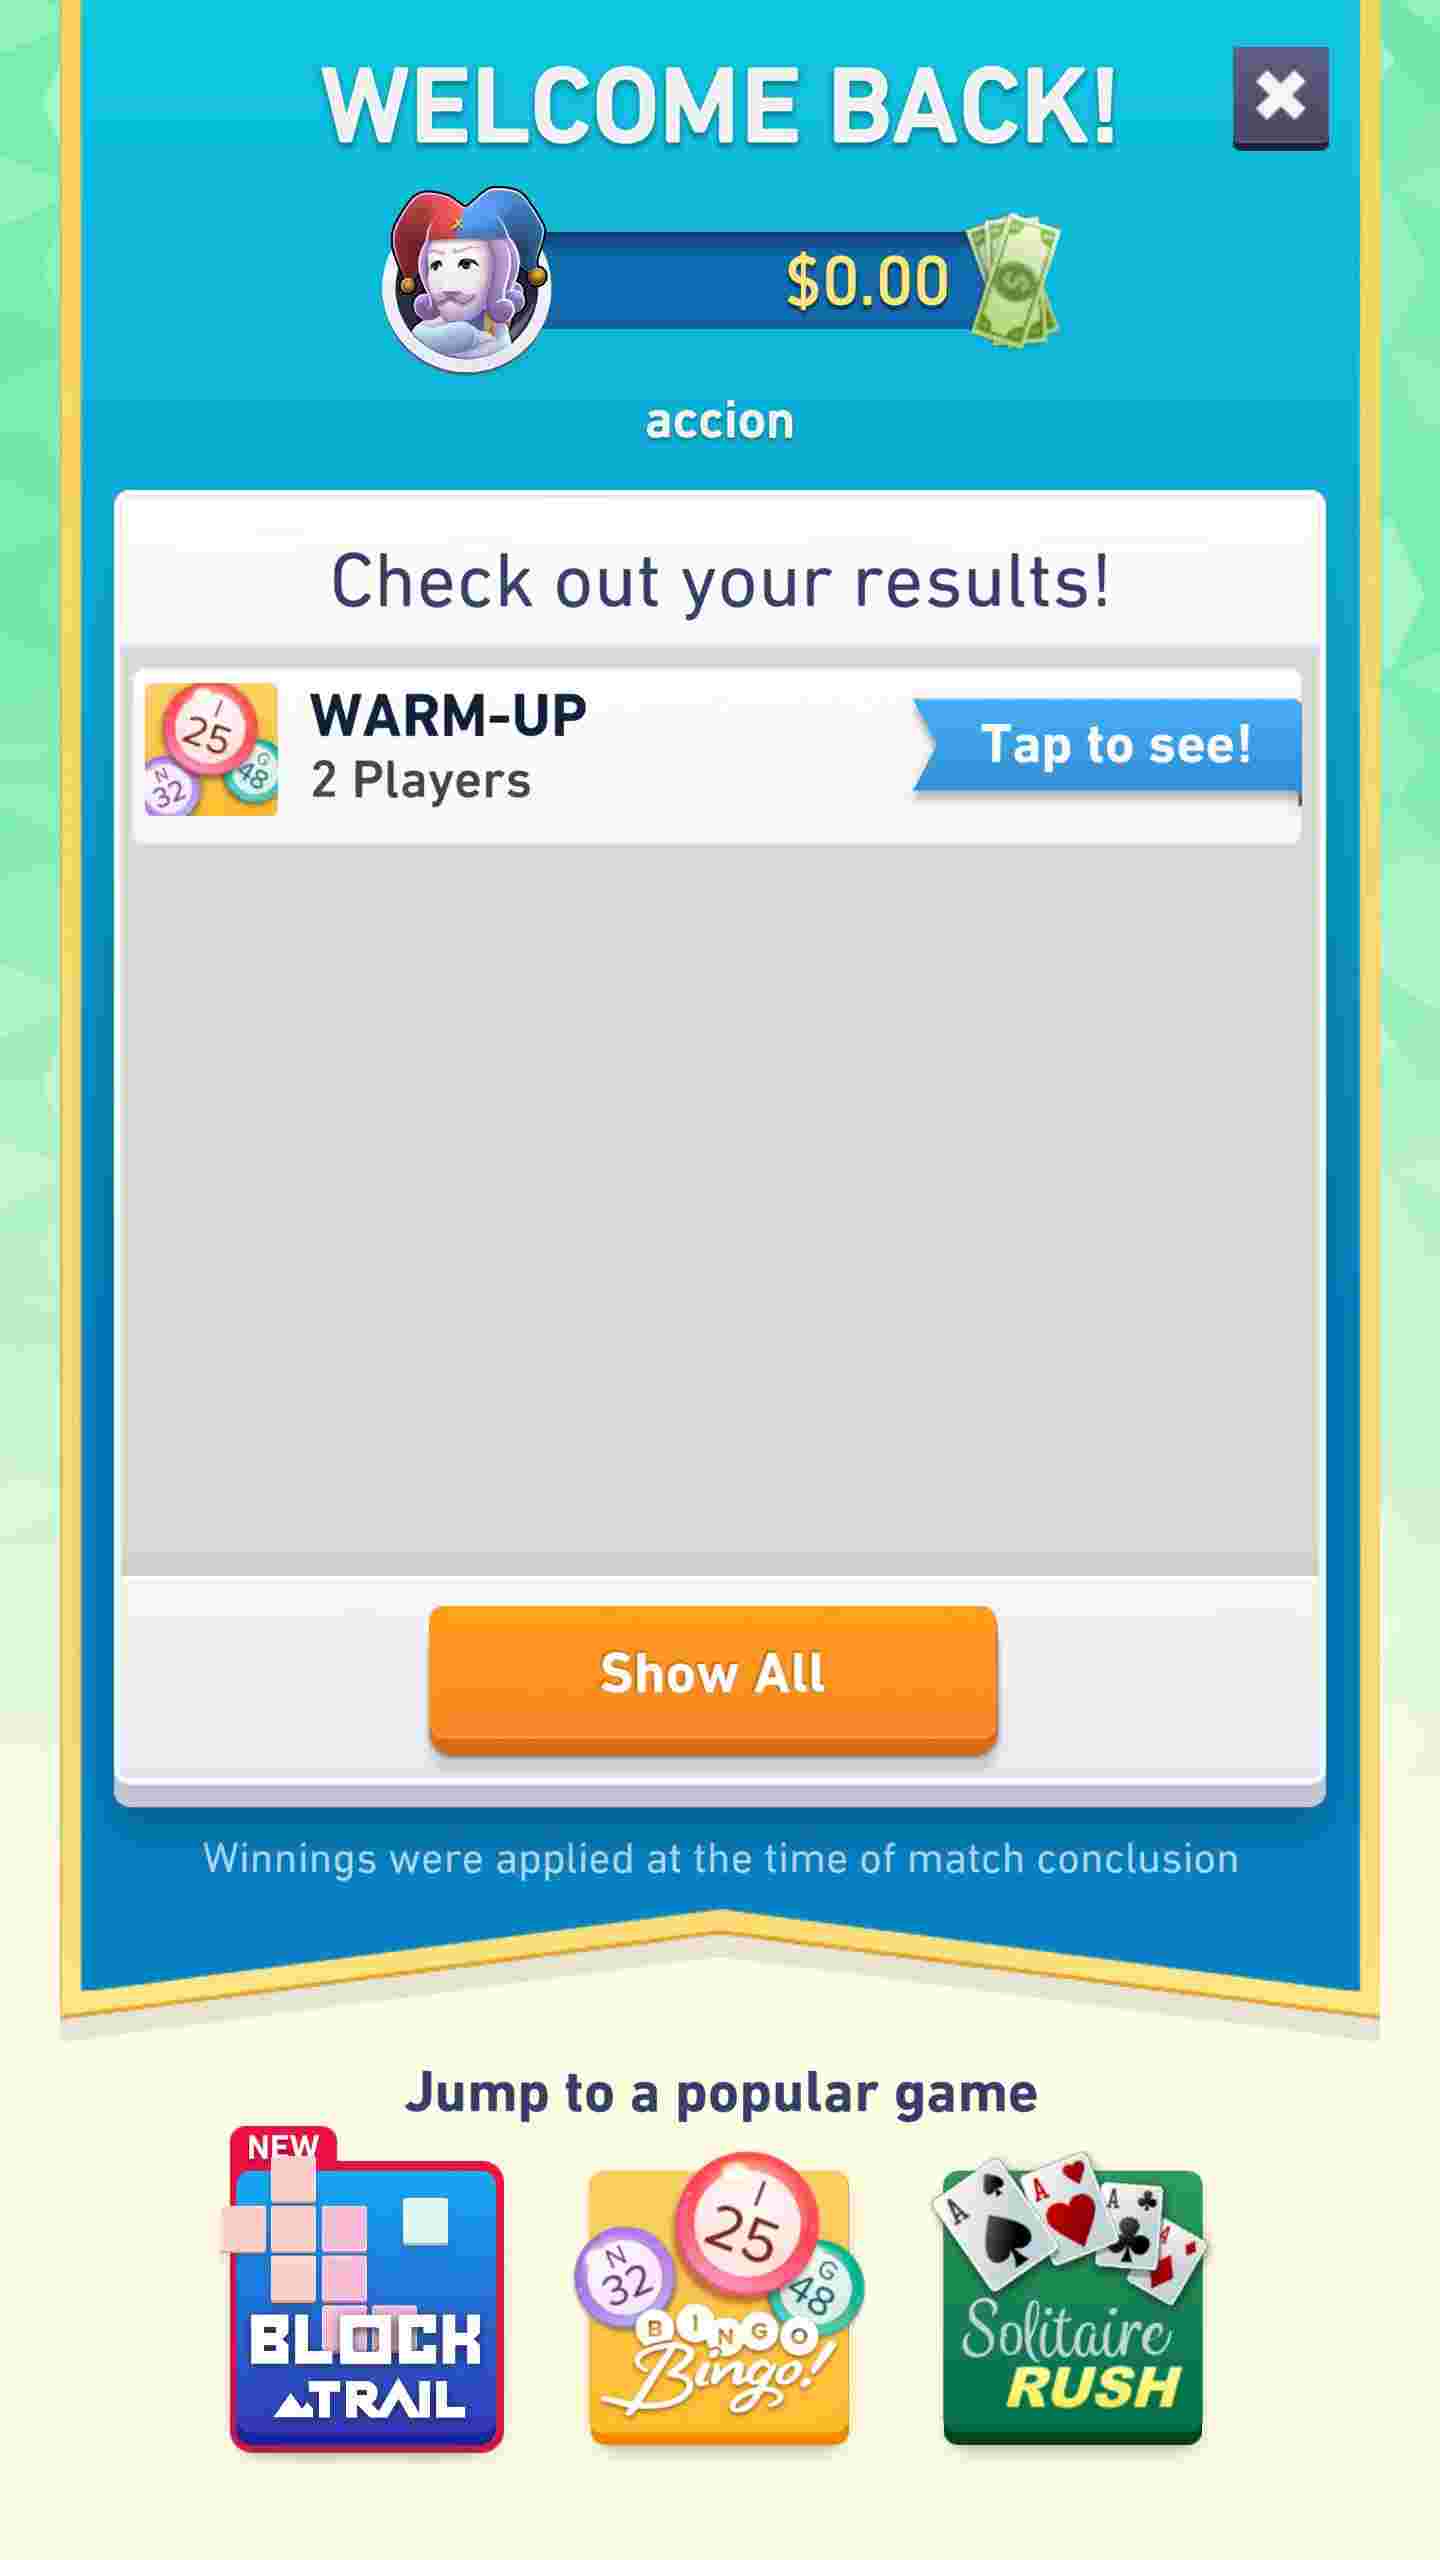 WELCOME BACK!
$0.00
accion
Check out your results!
I
25
N
32
G
48
WARM-UP
2 Players
Tap to see!
Show All
Winnings were applied at the time of match conclusion
Jump to a popular game
NEW
BLOCK
TRAIL
I
25
N
32
G
48
BINGO
Bingo!
A
A
A
A
Solitaire
RUSH